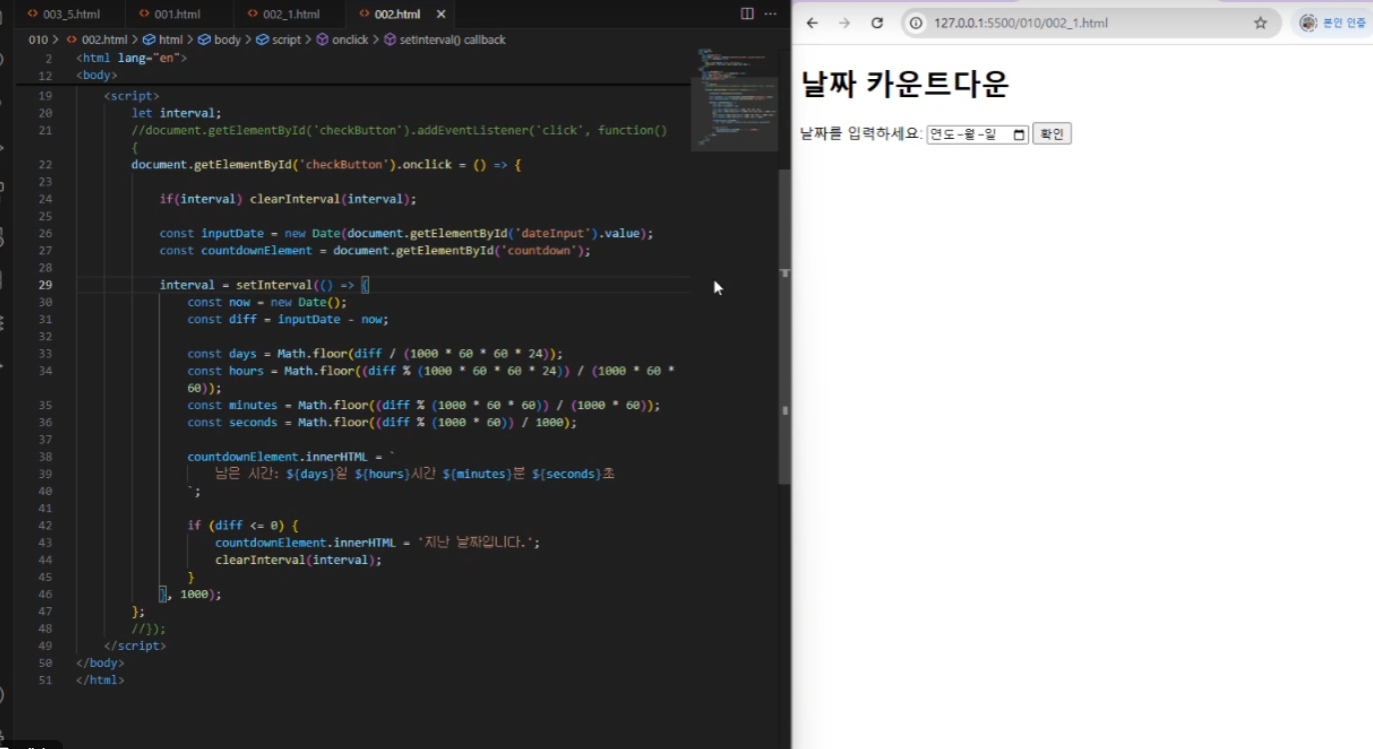 003_5.html
001.html
002_1.html
002.html
010 > 002.html > html > body > script > onclick > setInterval() callback
2 <html lang="en">
12 <body>
19 <script>
20 let interval;
21 //document.getElementById('checkButton').addEventListener('click', function()
{
22 document.getElementById('checkButton').onclick = () => {
23
24 if(interval) clearInterval(interval);
25
26 const inputDate = new Date(document.getElementById('dateInput').value);
27 const countdownElement = document.getElementById('countdown');
28
29 interval = setInterval(() => {
30 const now = new Date();
31 const diff = inputDate - now;
32
33 const days = Math.floor(diff / (1000 * 60 * 60 * 24));
34 const hours = Math.floor((diff % (1000 * 60 * 60 * 24)) / (1000 * 60 *
60));
35 const minutes = Math.floor((diff % (1000 * 60 * 60)) / (1000 * 60));
36 const seconds = Math.floor((diff % (1000 * 60)) / 1000);
37
38 countdownElement.innerHTML = `
39 남은 시간: ${days}일 ${hours}시간 ${minutes}분 ${seconds}초
40 `;
41
42 if (diff <= 0) {
43 countdownElement.innerHTML = '지난 날짜입니다.';
44 clearInterval(interval);
45 }
46 }, 1000);
47 };
48 //});
49 </script>
50 </body>
51 </html>
127.0.0.1:5500/010/002_1.html
본인 인증
날짜 카운트다운
날짜를 입력하세요: 연도-월-일 확인